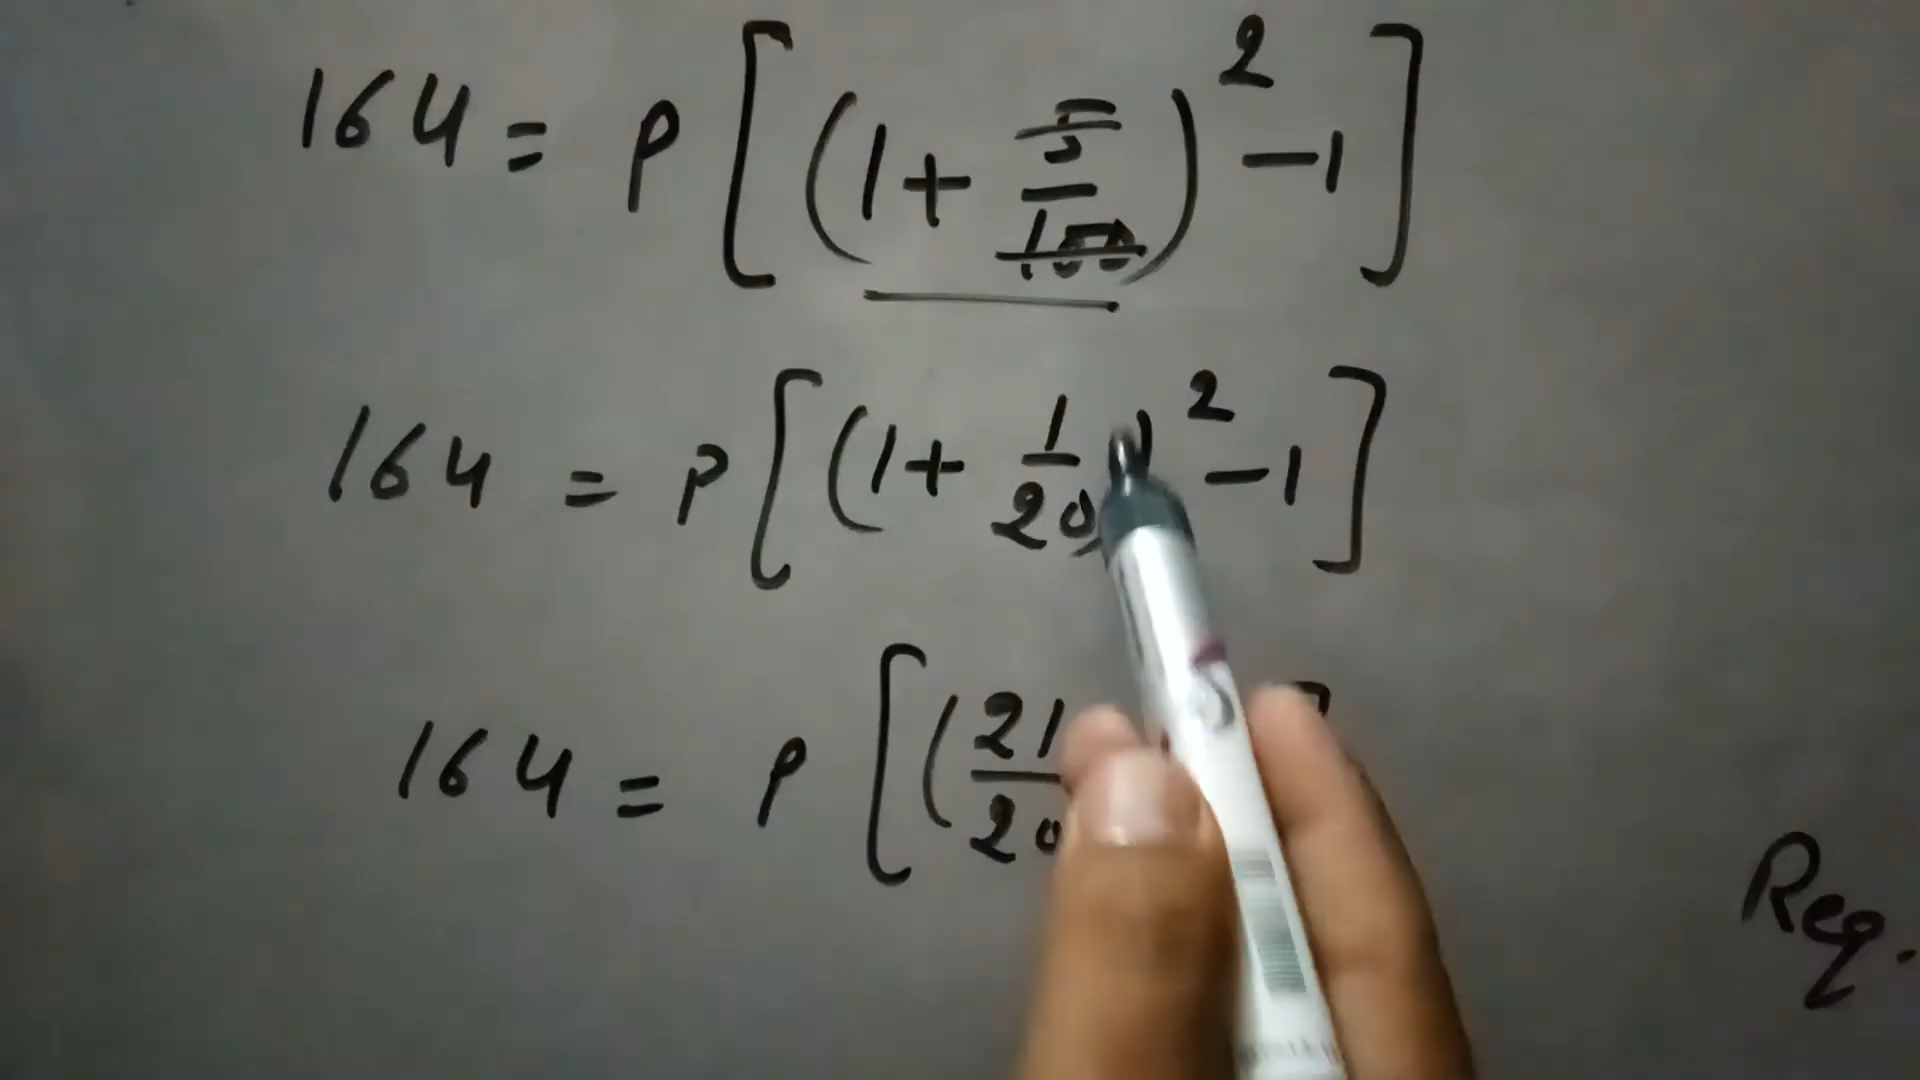 164 = P [(1 + 5/100)² - 1]
164 = P [(1 + 1/20)² - 1]
164 = P [(21/20
Req.